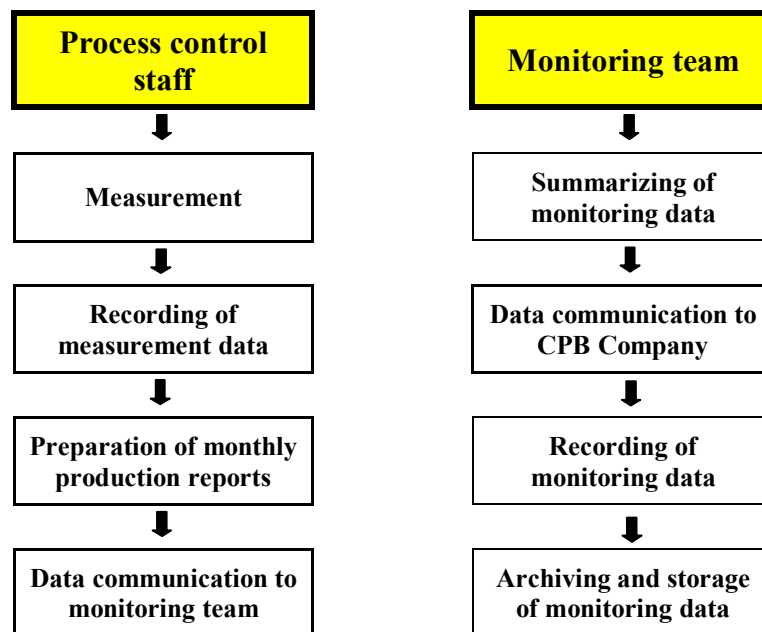 Process control
staff
Measurement
Recording of
measurement data
Preparation of monthly
production reports
Data communication to
monitoring team
Monitoring team
Summarizing of
monitoring data
Data communication to
CPB Company
Recording of
monitoring data
Archiving and storage
of monitoring data